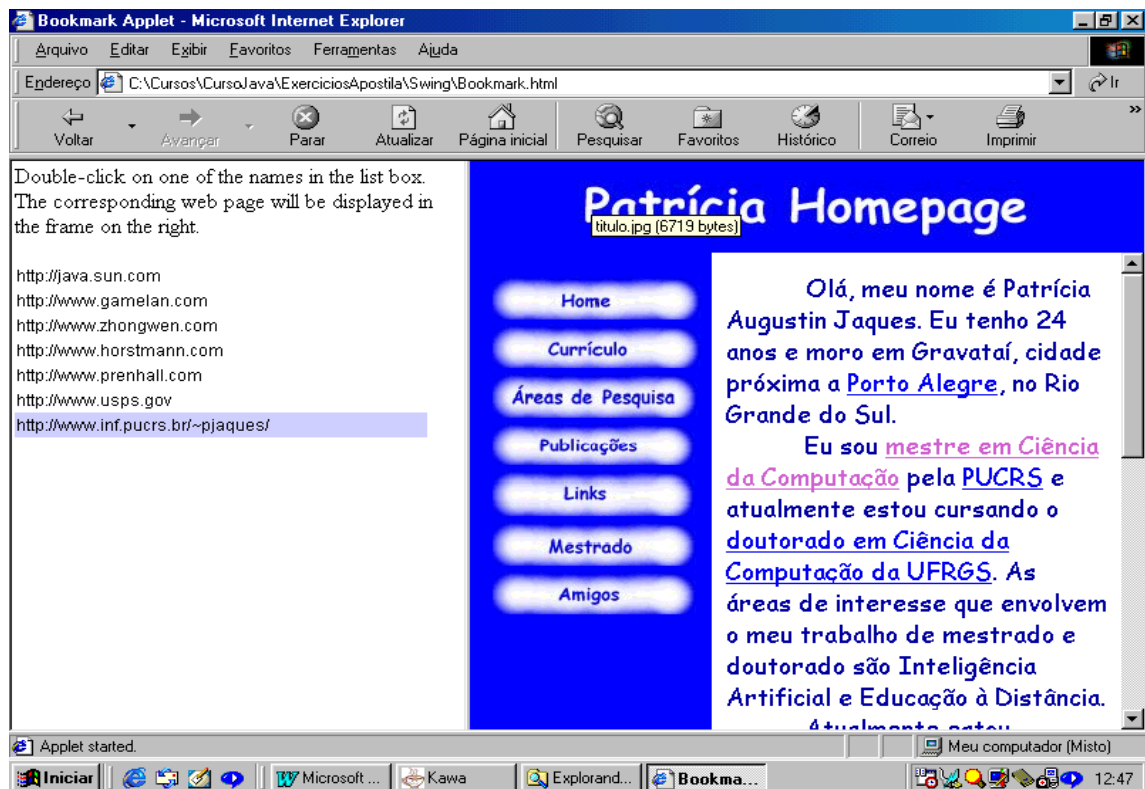 Bookmark Applet - Microsoft Internet Explorer
Arquivo Editar Exibir Favoritos Ferramentas Ajuda
Endereço C:\Cursos\CursoJava\ExerciciosApostila\Swing\Bookmark.html Ir
Voltar Avançar Parar Atualizar Página inicial Pesquisar Favoritos Histórico Correio Imprimir »
Double-click on one of the names in the list box.
The corresponding web page will be displayed in
the frame on the right.
http://java.sun.com
http://www.gamelan.com
http://www.zhongwen.com
http://www.horstmann.com
http://www.prenhall.com
http://www.usps.gov
http://www.inf.pucrs.br/~pjaques/
Patrícia Homepage
titulo.jpg (6719 bytes)
Home
Currículo
Áreas de Pesquisa
Publicações
Links
Mestrado
Amigos
Olá, meu nome é Patrícia
Augustin Jaques. Eu tenho 24
anos e moro em Gravataí, cidade
próxima a Porto Alegre, no Rio
Grande do Sul.
Eu sou mestre em Ciência
da Computação pela PUCRS e
atualmente estou cursando o
doutorado em Ciência da
Computação da UFRGS. As
áreas de interesse que envolvem
o meu trabalho de mestrado e
doutorado são Inteligência
Artificial e Educação à Distância.
Atualmente estou
Applet started. Meu computador (Misto)
Iniciar Microsoft ... Kawa Explorand... Bookma... 12:47